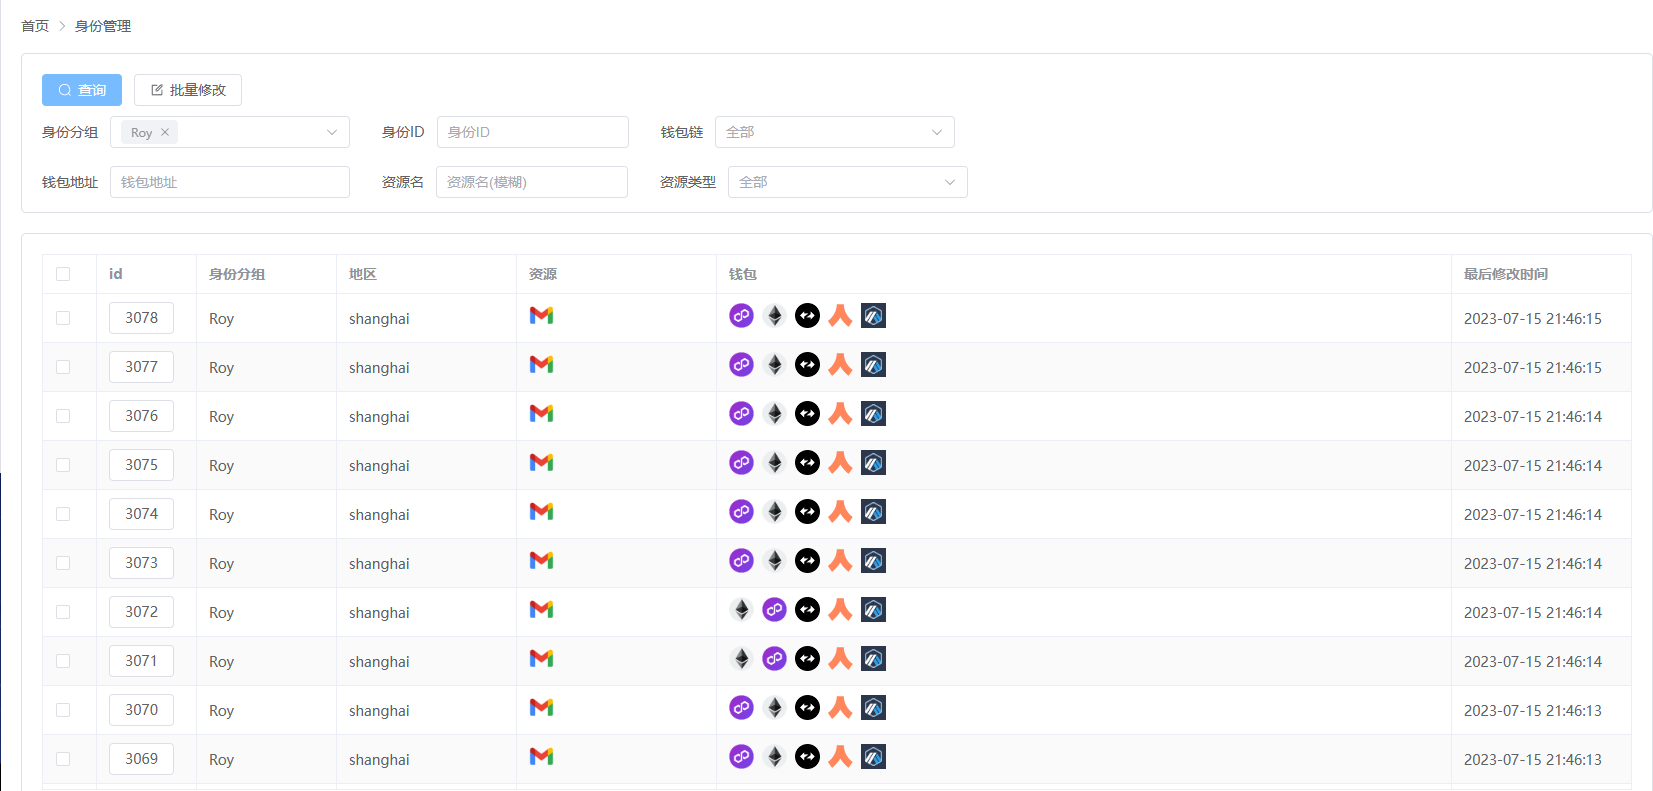 首页 > 身份管理
查询 批量修改
身份分组 Roy × 身份ID 身份ID 钱包链 全部
钱包地址 钱包地址 资源名 资源名(模糊) 资源类型 全部
id 身份分组 地区 资源 钱包 最后修改时间
3078 Roy shanghai 2023-07-15 21:46:15
3077 Roy shanghai 2023-07-15 21:46:15
3076 Roy shanghai 2023-07-15 21:46:14
3075 Roy shanghai 2023-07-15 21:46:14
3074 Roy shanghai 2023-07-15 21:46:14
3073 Roy shanghai 2023-07-15 21:46:14
3072 Roy shanghai 2023-07-15 21:46:14
3071 Roy shanghai 2023-07-15 21:46:14
3070 Roy shanghai 2023-07-15 21:46:13
3069 Roy shanghai 2023-07-15 21:46:13